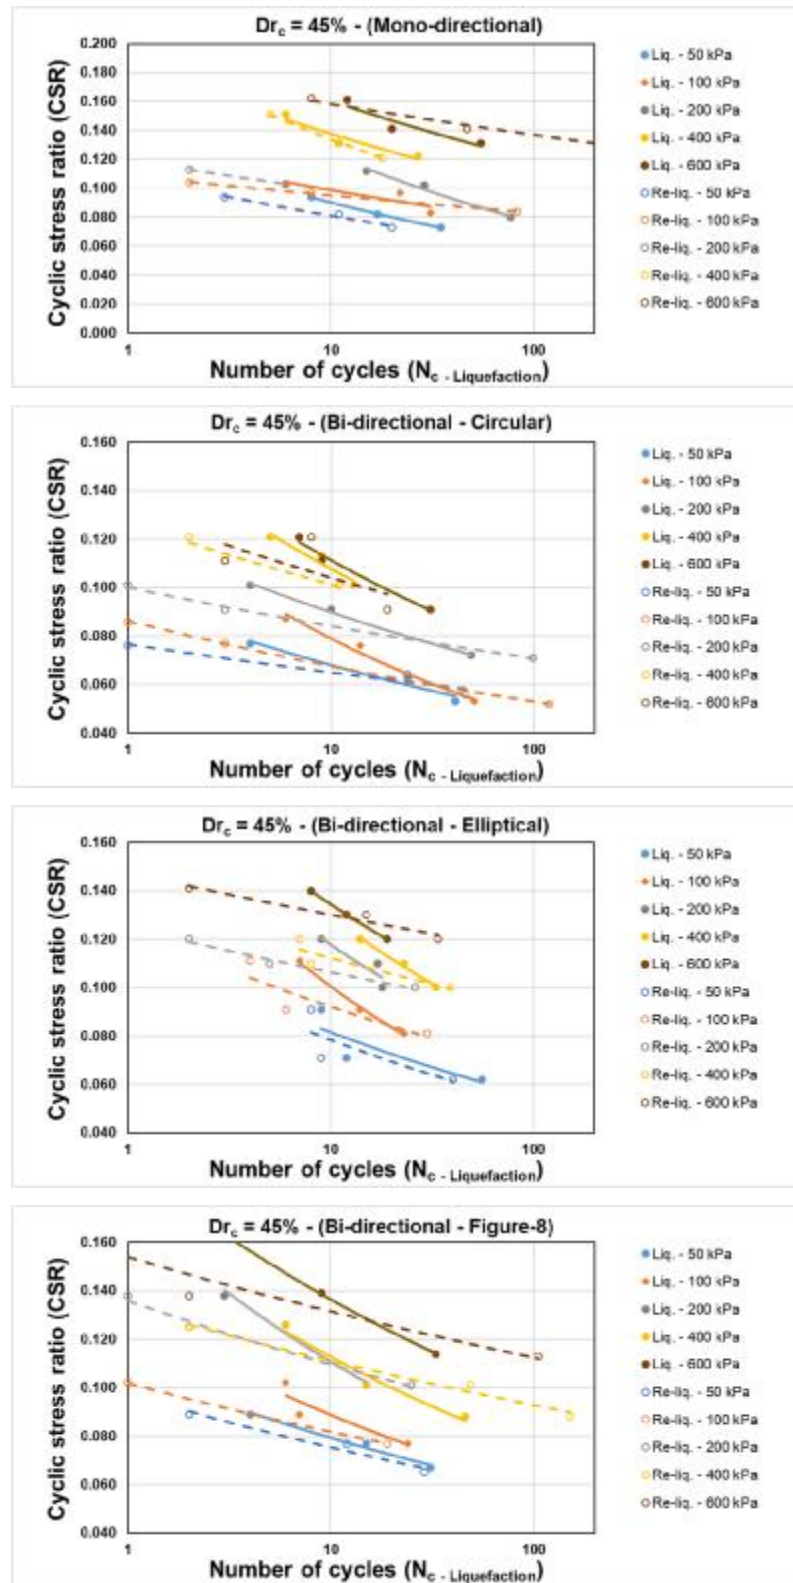 Dr_c = 45% - (Mono-directional)
Cyclic stress ratio (CSR)
0.200
0.180
0.160
0.140
0.120
0.100
0.080
0.060
0.040
0.020
0.000
1
10
100
Number of cycles (N_c - Liquefaction)
Liq. - 50 kPa
Liq. - 100 kPa
Liq. - 200 kPa
Liq. - 400 kPa
Liq. - 600 kPa
Re-liq. - 50 kPa
Re-liq. - 100 kPa
Re-liq. - 200 kPa
Re-liq. - 400 kPa
Re-liq. - 600 kPa
Dr_c = 45% - (Bi-directional - Circular)
Cyclic stress ratio (CSR)
0.160
0.140
0.120
0.100
0.080
0.060
0.040
1
10
100
Number of cycles (N_c - Liquefaction)
Liq. - 50 kPa
Liq. - 100 kPa
Liq. - 200 kPa
Liq. - 400 kPa
Liq. - 600 kPa
Re-liq. - 50 kPa
Re-liq. - 100 kPa
Re-liq. - 200 kPa
Re-liq. - 400 kPa
Re-liq. - 600 kPa
Dr_c = 45% - (Bi-directional - Elliptical)
Cyclic stress ratio (CSR)
0.160
0.140
0.120
0.100
0.080
0.060
0.040
1
10
100
Number of cycles (N_c - Liquefaction)
Liq. - 50 kPa
Liq. - 100 kPa
Liq. - 200 kPa
Liq. - 400 kPa
Liq. - 600 kPa
Re-liq. - 50 kPa
Re-liq. - 100 kPa
Re-liq. - 200 kPa
Re-liq. - 400 kPa
Re-liq. - 600 kPa
Dr_c = 45% - (Bi-directional - Figure-8)
Cyclic stress ratio (CSR)
0.160
0.140
0.120
0.100
0.080
0.060
0.040
1
10
100
Number of cycles (N_c - Liquefaction)
Liq. - 50 kPa
Liq. - 100 kPa
Liq. - 200 kPa
Liq. - 400 kPa
Liq. - 600 kPa
Re-liq. - 50 kPa
Re-liq. - 100 kPa
Re-liq. - 200 kPa
Re-liq. - 400 kPa
Re-liq. - 600 kPa